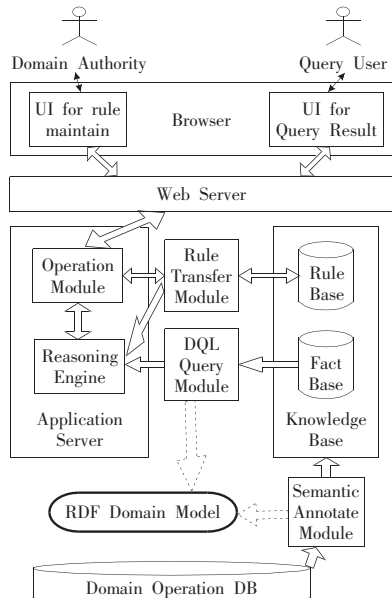 Domain Authority
Query User
UI for rule
maintain
Browser
UI for
Query Result
Web Server
Operation
Module
Rule
Transfer
Module
Rule
Base
Reasoning
Engine
DQL
Query
Module
Fact
Base
Application
Server
Knowledge
Base
RDF Domain Model
Semantic
Annotate
Module
Domain Operation DB